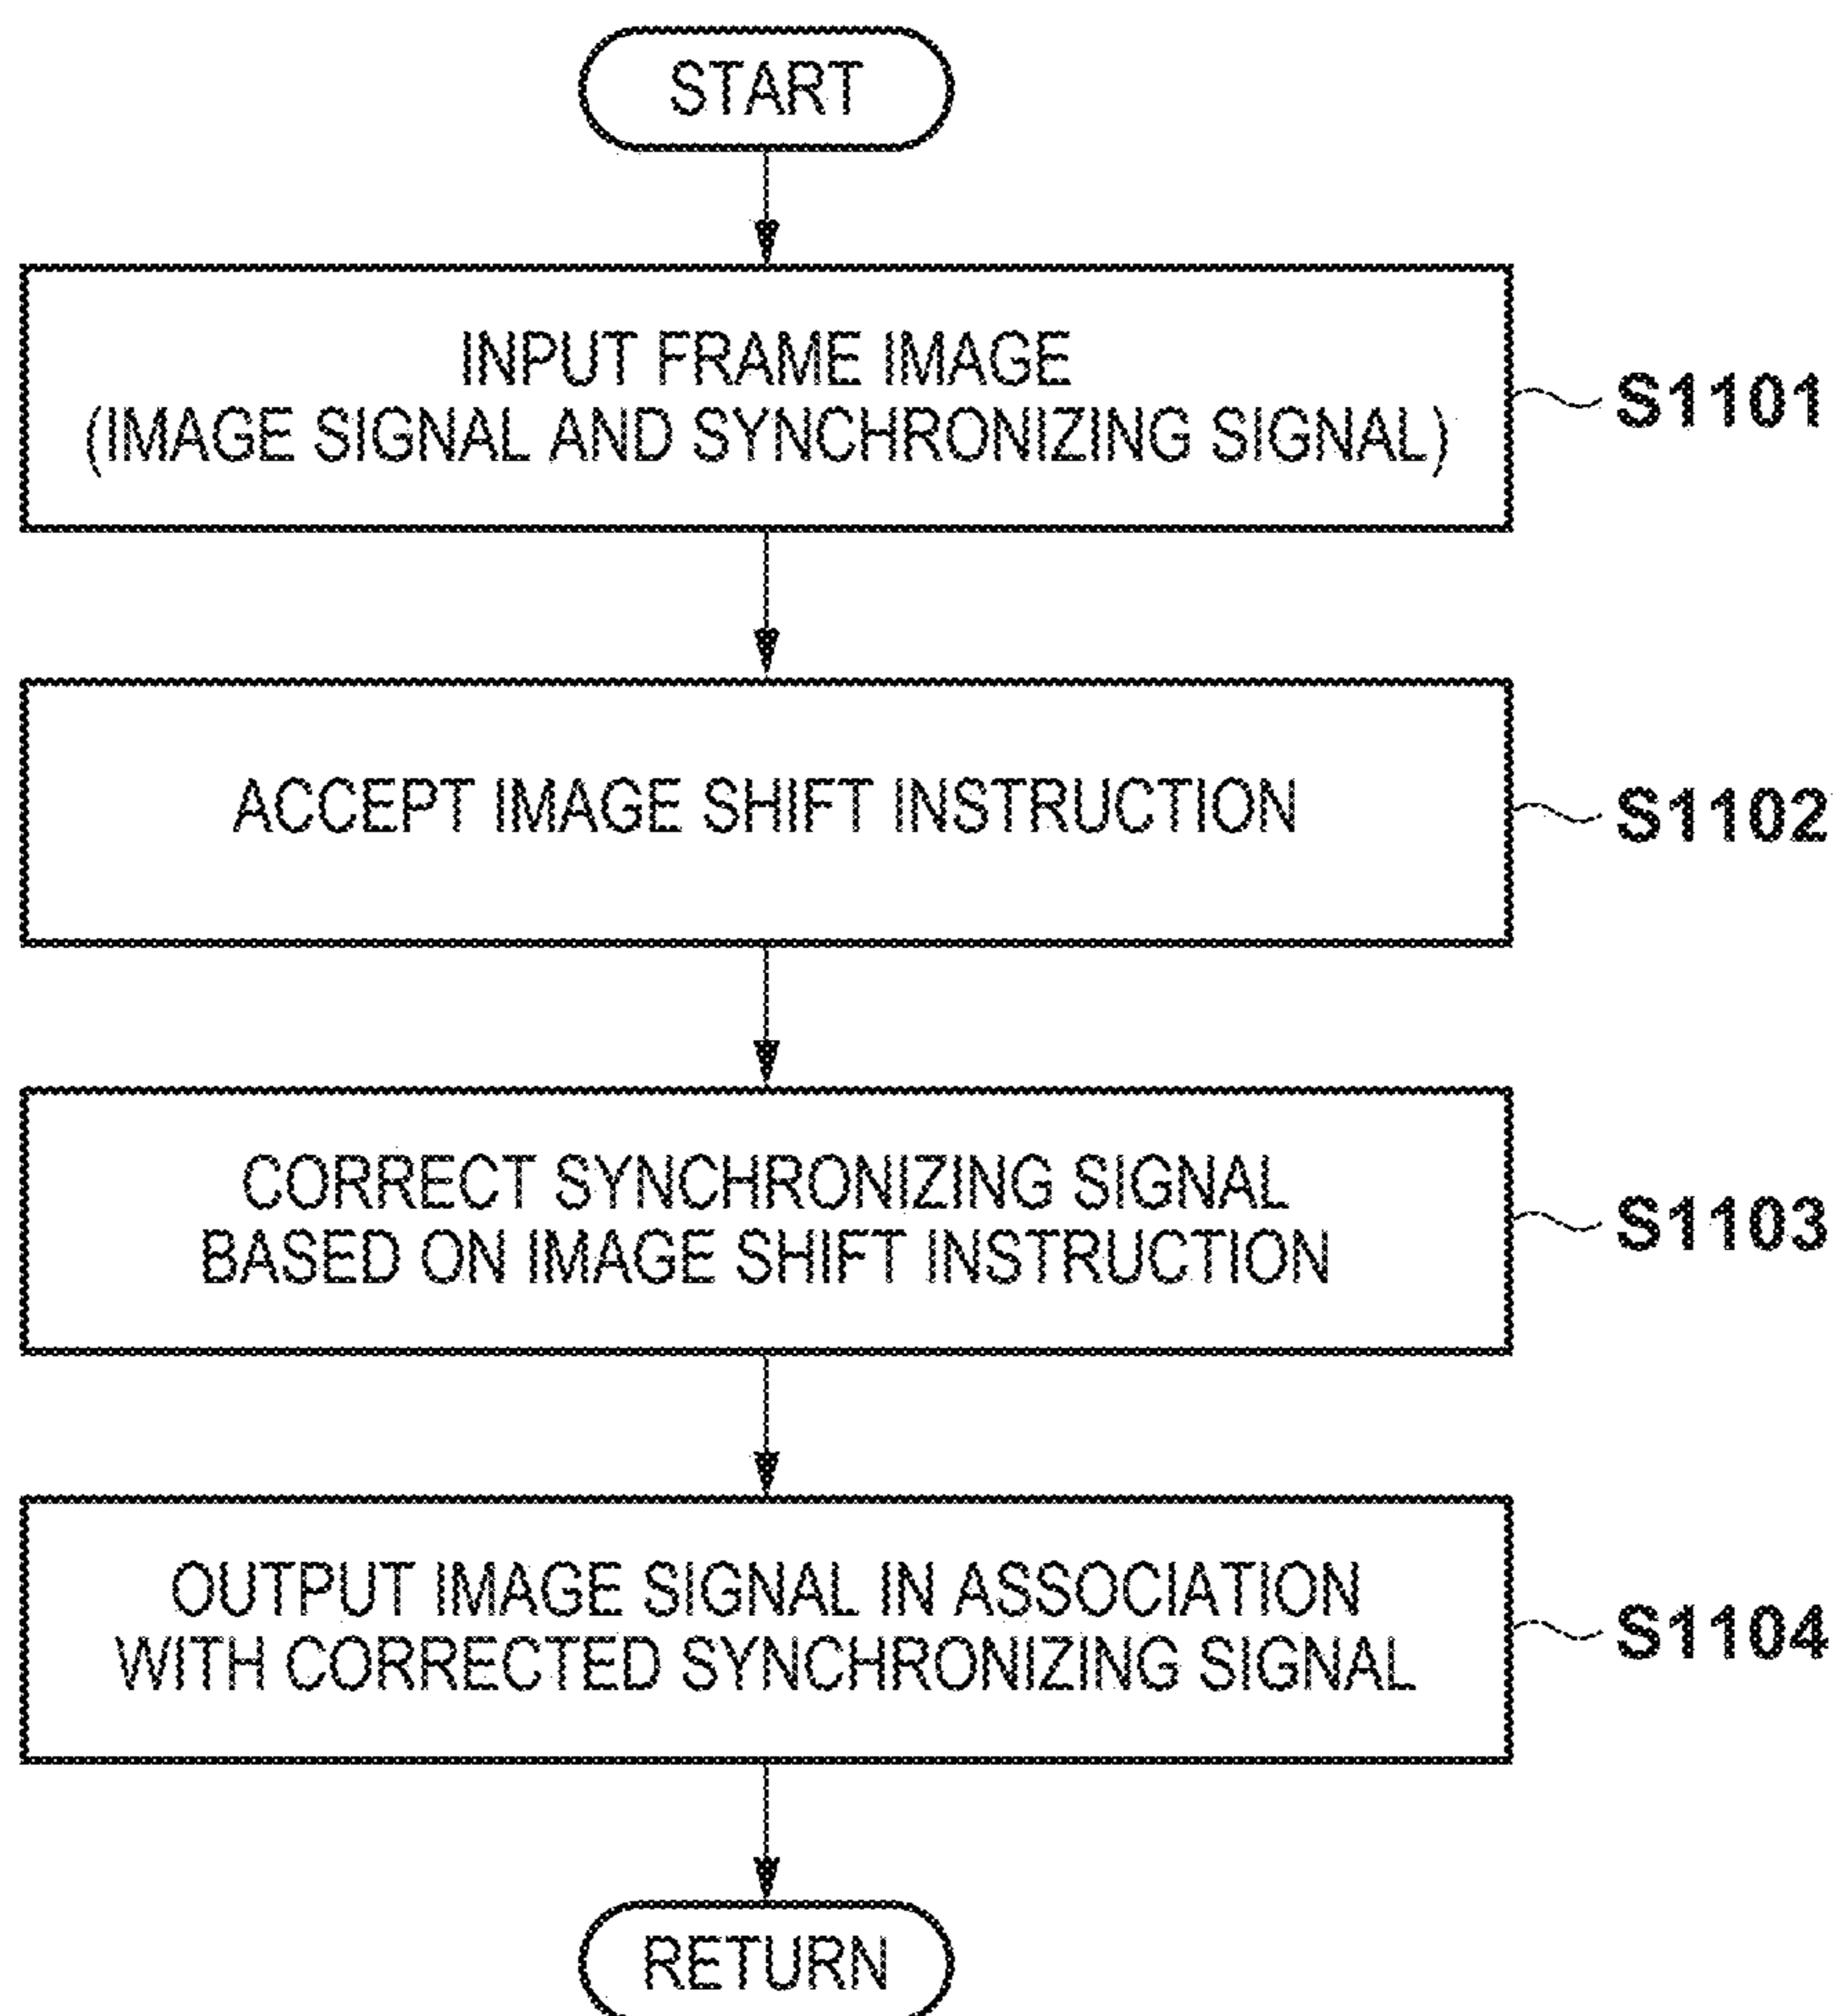 START
INPUT FRAME IMAGE
(IMAGE SIGNAL AND SYNCHRONIZING SIGNAL)
S1101
ACCEPT IMAGE SHIFT INSTRUCTION
S1102
CORRECT SYNCHRONIZING SIGNAL
BASED ON IMAGE SHIFT INSTRUCTION
S1103
OUTPUT IMAGE SIGNAL IN ASSOCIATION
WITH CORRECTED SYNCHRONIZING SIGNAL
S1104
RETURN